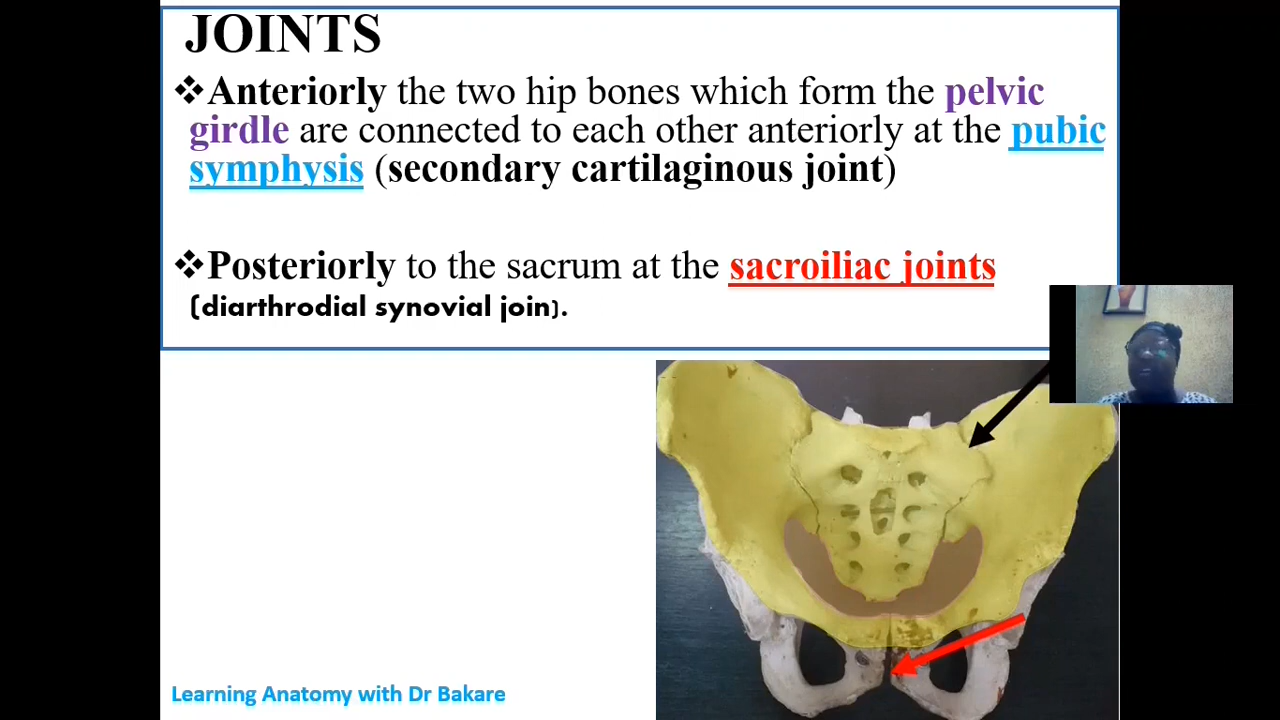 JOINTS
❖Anteriorly the two hip bones which form the pelvic
girdle are connected to each other anteriorly at the pubic
symphysis (secondary cartilaginous joint)
❖Posteriorly to the sacrum at the sacroiliac joints
(diarthrodial synovial join).
Learning Anatomy with Dr Bakare